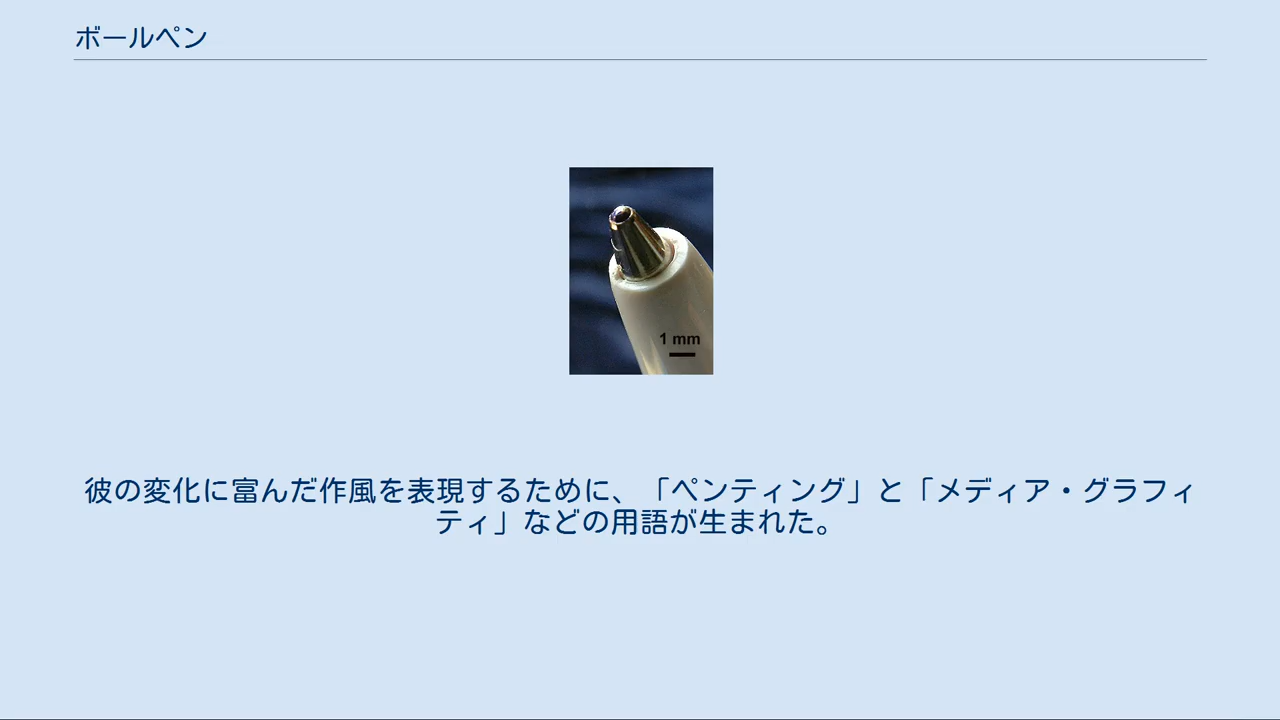 ボールペン
1 mm
彼の変化に富んだ作風を表現するために、「ペンティング」と「メディア・グラフィ
ティ」などの用語が生まれた。